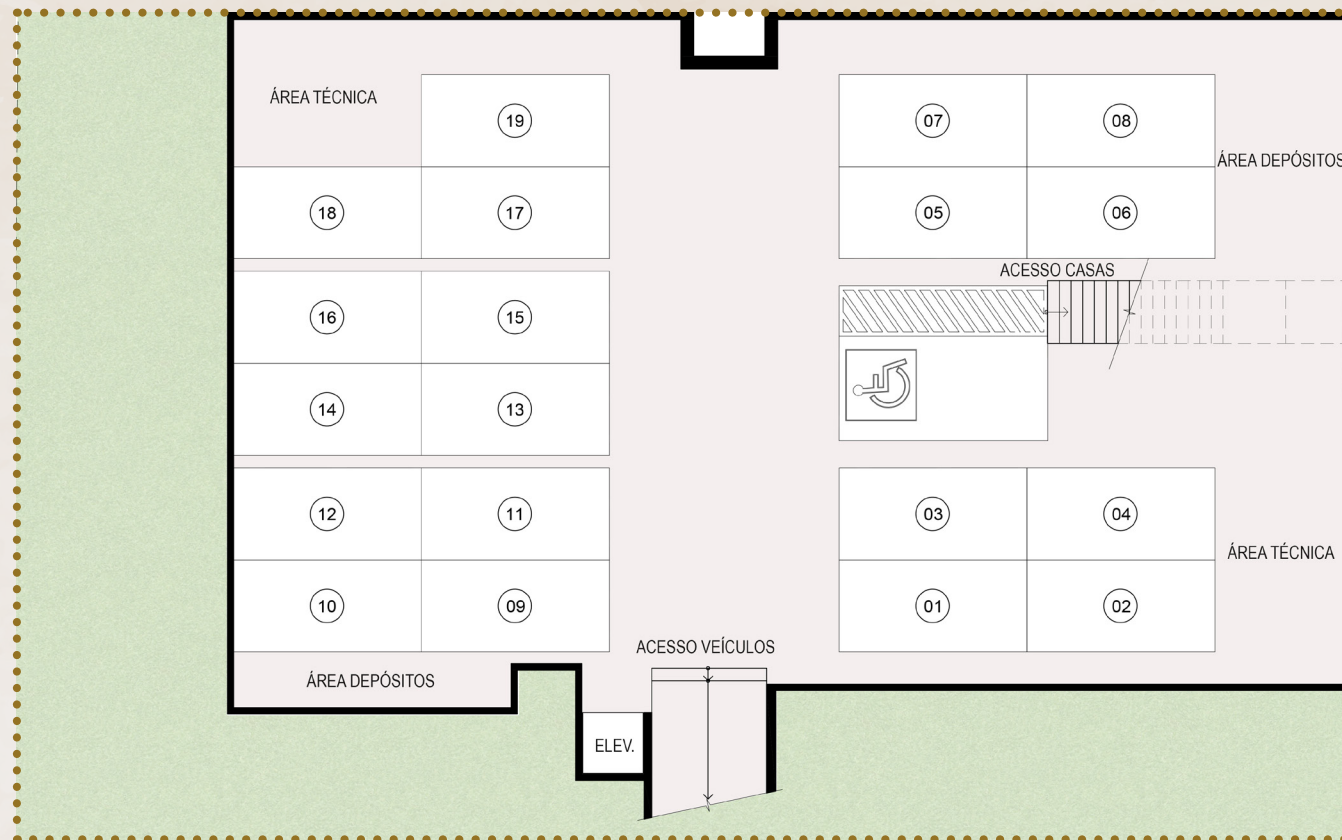 ÁREA TÉCNICA
19
07
08
ÁREA DEPÓSITOS
18
17
05
06
ACESSO CASAS
16
15
14
13
12
11
03
04
ÁREA TÉCNICA
10
09
01
02
ACESSO VEÍCULOS
ÁREA DEPÓSITOS
ELEV.